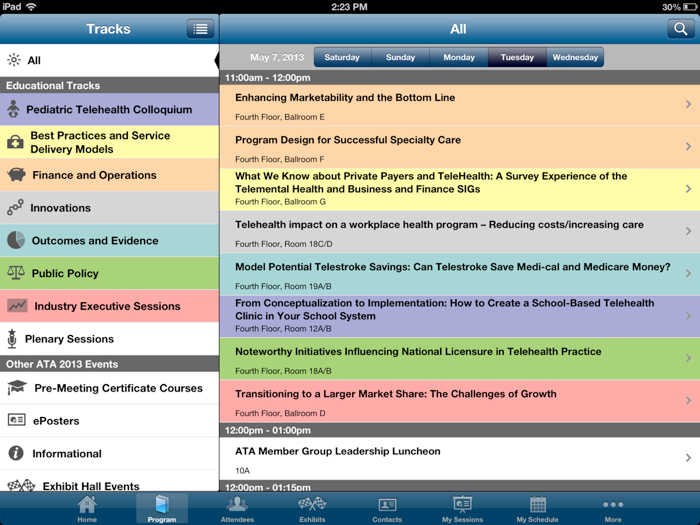 iPad
2:23 PM
30%
Tracks
All
All
May 7, 2013
Saturday
Sunday
Monday
Tuesday
Wednesday
Educational Tracks
Pediatric Telehealth Colloquium
Best Practices and Service
Delivery Models
Finance and Operations
Innovations
Outcomes and Evidence
Public Policy
Industry Executive Sessions
Plenary Sessions
Other ATA 2013 Events
Pre-Meeting Certificate Courses
ePosters
Informational
Exhibit Hall Events
11:00am - 12:00pm
Enhancing Marketability and the Bottom Line
Fourth Floor, Ballroom E
Program Design for Successful Specialty Care
Fourth Floor, Ballroom F
What We Know about Private Payers and TeleHealth: A Survey Experience of the
Telemental Health and Business and Finance SIGs
Fourth Floor, Ballroom G
Telehealth impact on a workplace health program – Reducing costs/increasing care
Fourth Floor, Room 18C/D
Model Potential Telestroke Savings: Can Telestroke Save Medi-cal and Medicare Money?
Fourth Floor, Room 19A/B
From Conceptualization to Implementation: How to Create a School-Based Telehealth
Clinic in Your School System
Fourth Floor, Room 12A/B
Noteworthy Initiatives Influencing National Licensure in Telehealth Practice
Fourth Floor, Room 18A/B
Transitioning to a Larger Market Share: The Challenges of Growth
Fourth Floor, Ballroom D
12:00pm - 01:00pm
ATA Member Group Leadership Luncheon
10A
12:00pm - 01:15pm
Home
Program
Attendees
Exhibits
Contacts
My Sessions
My Schedule
More